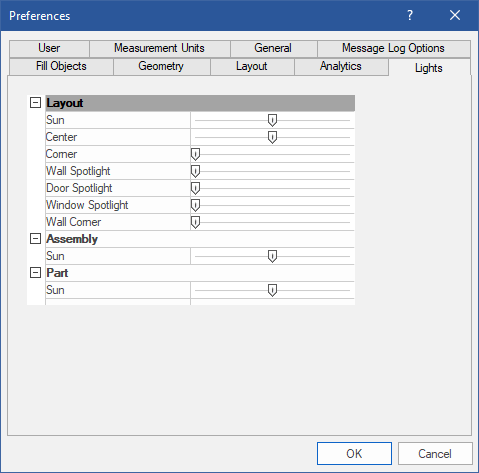 Preferences
User Measurement Units General Message Log Options
Fill Objects Geometry Layout Analytics Lights
Layout
Sun
Center
Corner
Wall Spotlight
Door Spotlight
Window Spotlight
Wall Corner
Assembly
Sun
Part
Sun
OK Cancel